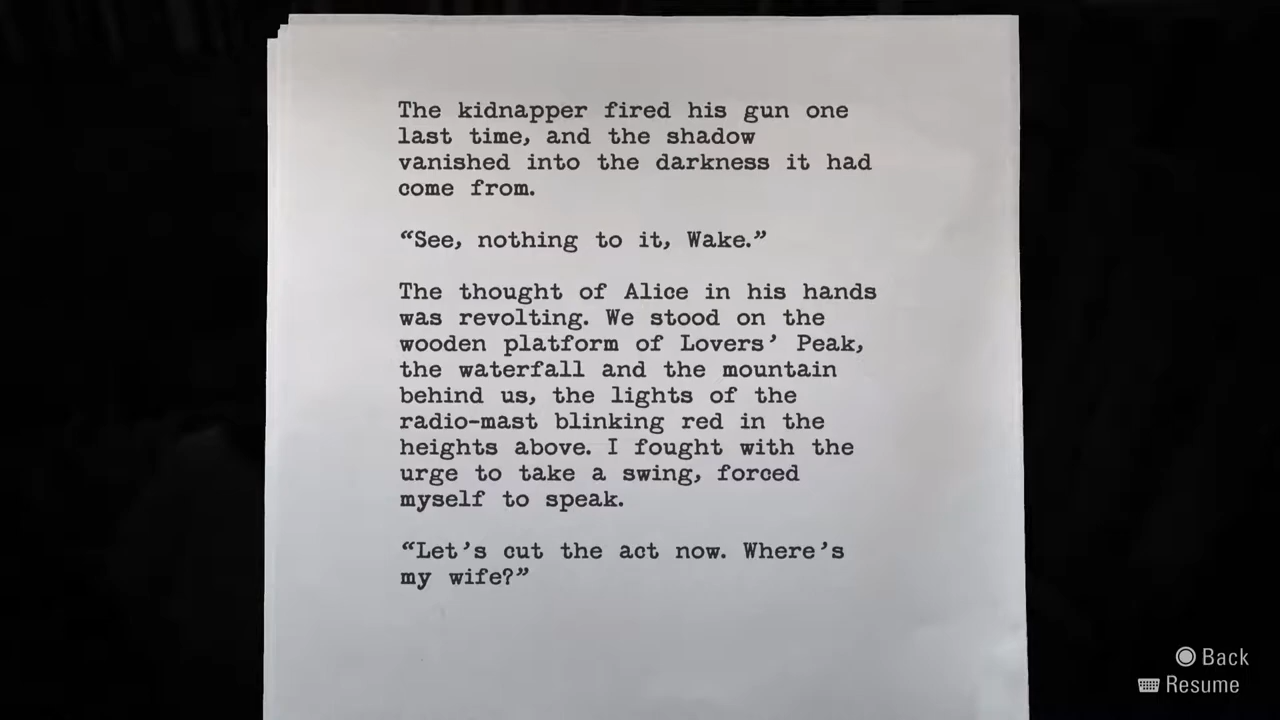 The kidnapper fired his gun one
last time, and the shadow
vanished into the darkness it had
come from.
“See, nothing to it, Wake.”
The thought of Alice in his hands
was revolting. We stood on the
wooden platform of Lovers’ Peak,
the waterfall and the mountain
behind us, the lights of the
radio-mast blinking red in the
heights above. I fought with the
urge to take a swing, forced
myself to speak.
“Let’s cut the act now. Where’s
my wife?”
Back
Resume